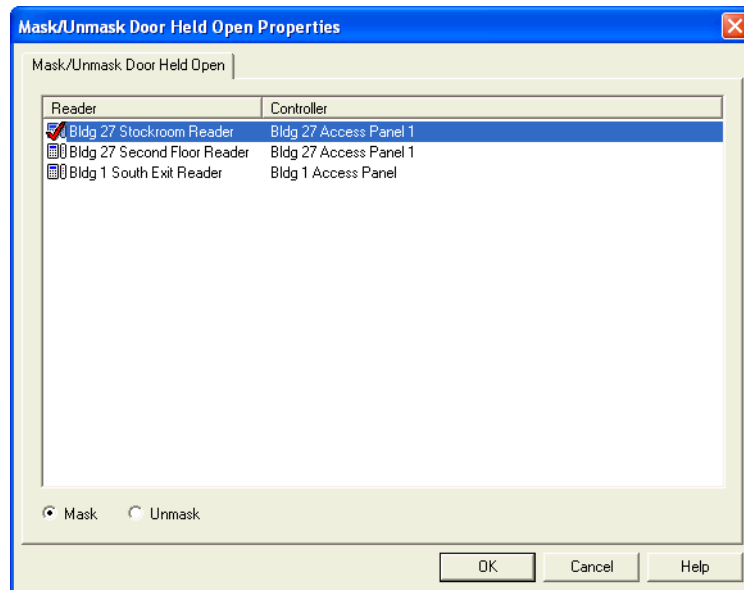 Mask/Unmask Door Held Open Properties
Mask/Unmask Door Held Open
Reader Controller
Bldg 27 Stockroom Reader Bldg 27 Access Panel 1
Bldg 27 Second Floor Reader Bldg 27 Access Panel 1
Bldg 1 South Exit Reader Bldg 1 Access Panel
Mask Unmask
OK Cancel Help